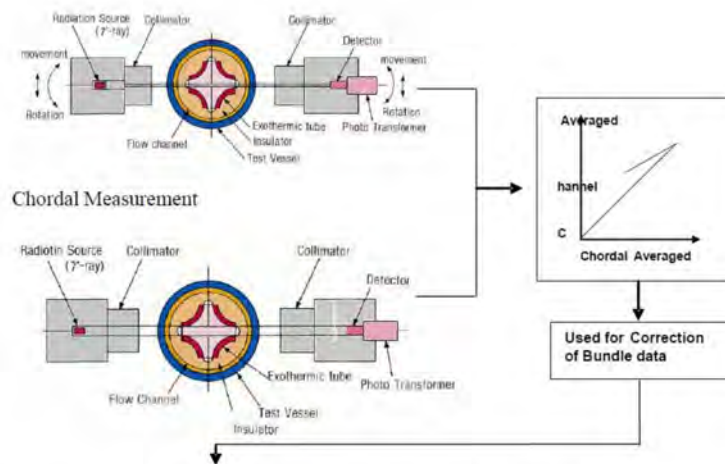 Radiation Source
(γ-ray)
Collimator
Collimator
Detector
movement
movement
Rotation
Rotation
Photo Transformer
Exothermic tube
Insulator
Flow channel
Test Vessel
Chordal Measurement
Radiotin Source
(γ-ray)
Collimator
Collimator
Detector
Exothermic tube
Photo Transformer
Flow Channel
Test Vessel
Insulator
Averaged
hannel
C
Chordal Averaged
Used for Correction
of Bundle data